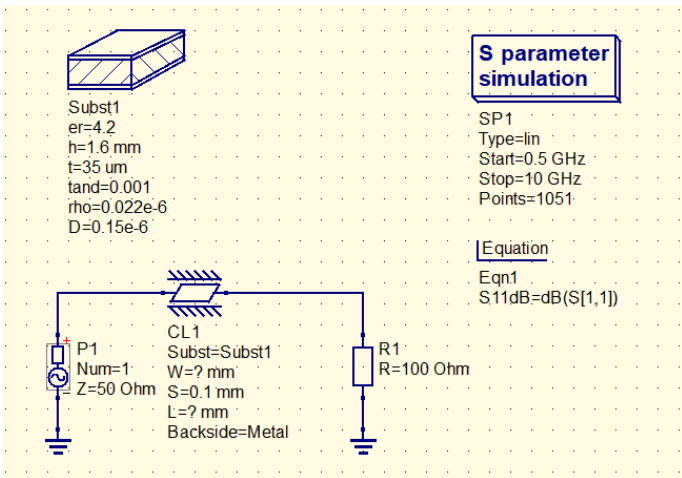 Subst1
er=4.2
h=1.6 mm
t=35 um
tand=0.001
rho=0.022e-6
D=0.15e-6
S parameter
simulation
SP1
Type=lin
Start=0.5 GHz
Stop=10 GHz
Points=1051
Equation
Eqn1
S11dB=dB(S[1,1])
P1
Num=1
Z=50 Ohm
CL1
Subst=Subst1
W=? mm
S=0.1 mm
L=? mm
Backside=Metal
R1
R=100 Ohm